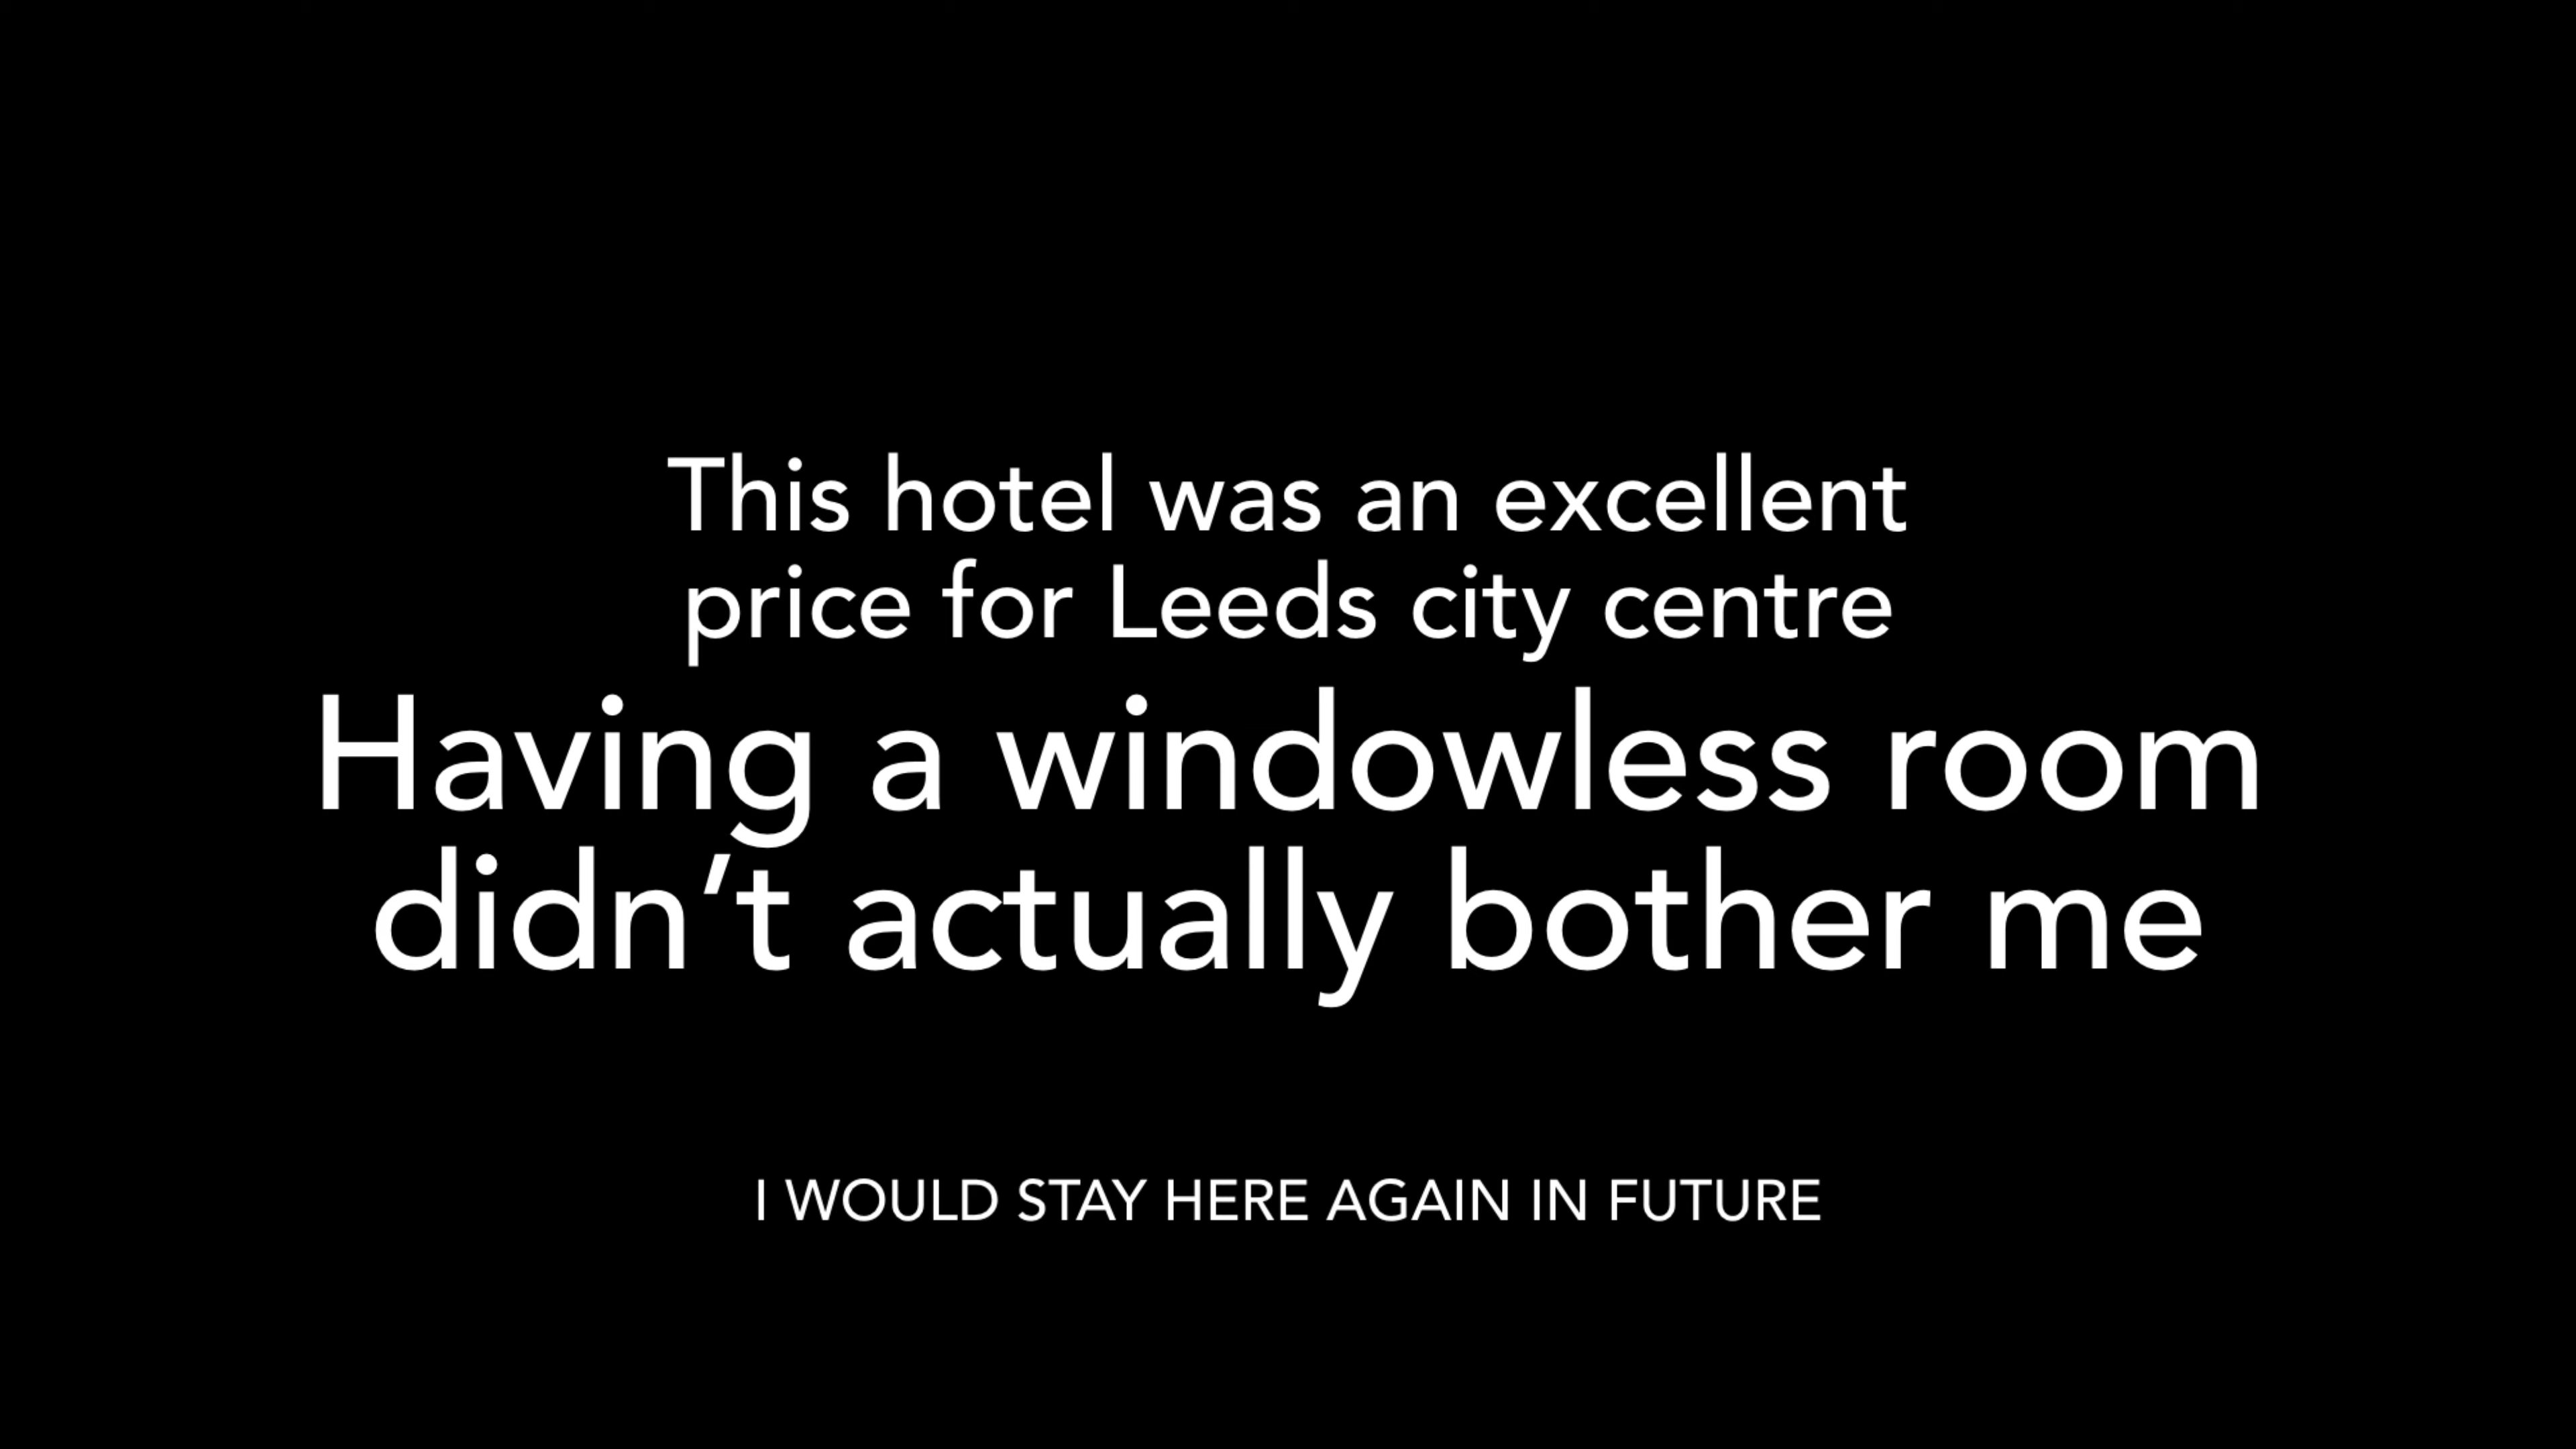 This hotel was an excellent
price for Leeds city centre
Having a windowless room
didn’t actually bother me
I WOULD STAY HERE AGAIN IN FUTURE